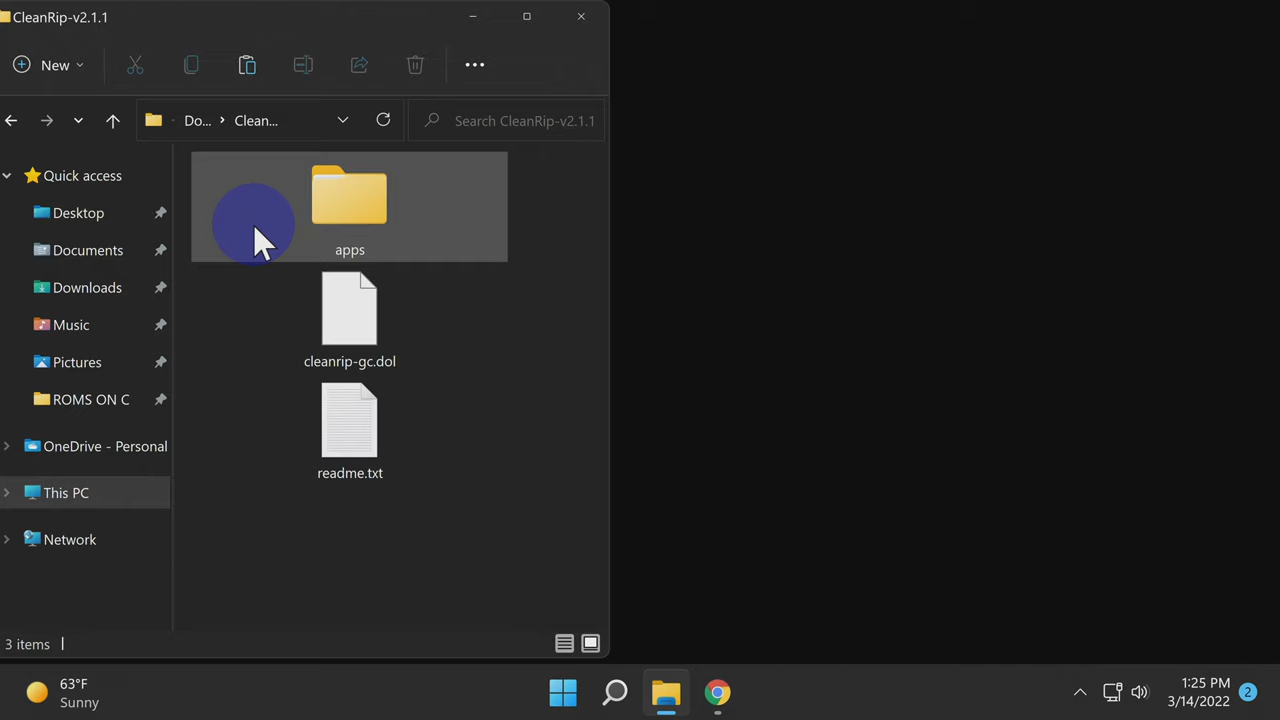 CleanRip-v2.1.1
New
Do... > Clean...
Search CleanRip-v2.1.1
Quick access
Desktop
Documents
Downloads
Music
Pictures
ROMS ON C
OneDrive - Personal
This PC
Network
apps
cleanrip-gc.dol
readme.txt
3 items
63°F
Sunny
1:25 PM
3/14/2022
2